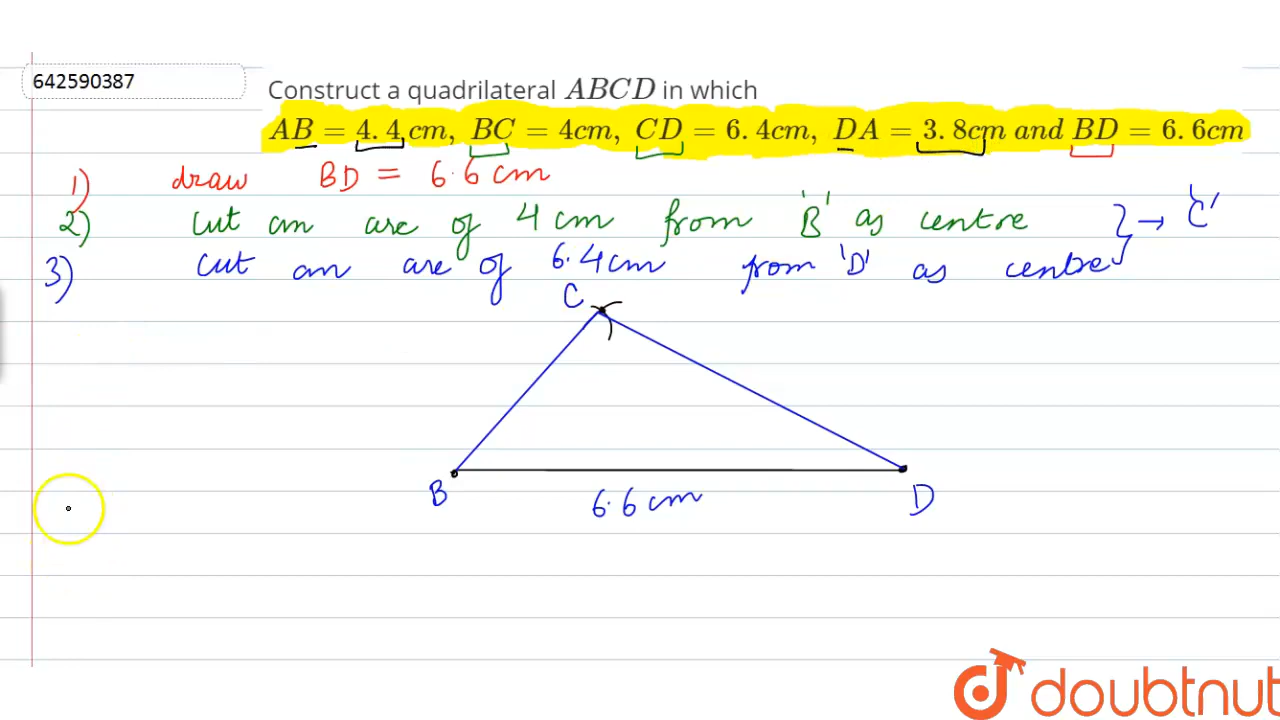 642590387
Construct a quadrilateral ABCD in which
AB = 4.4 cm, BC = 4cm, CD = 6.4cm, DA = 3.8cm and BD = 6.6cm
1) draw BD = 6.6 cm
2) cut an arc of 4 cm from 'B' as centre } → 'C'
3) cut an arc of 6.4cm from 'D' as centre
C
B 6.6 cm D
doubtnut